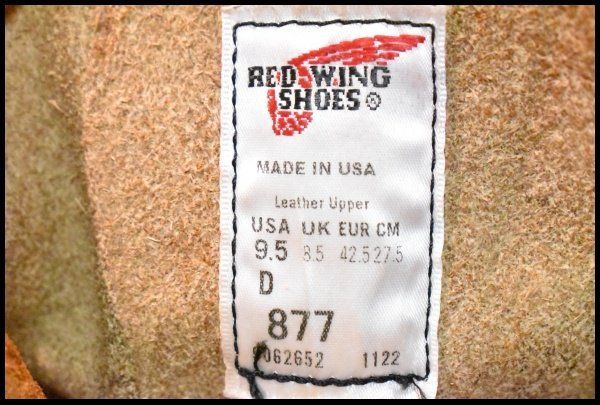 RED WING
SHOES®
MADE IN USA
Leather Upper
USA UK EUR CM
9.5 8.5 42.5 27.5
D
877
1122